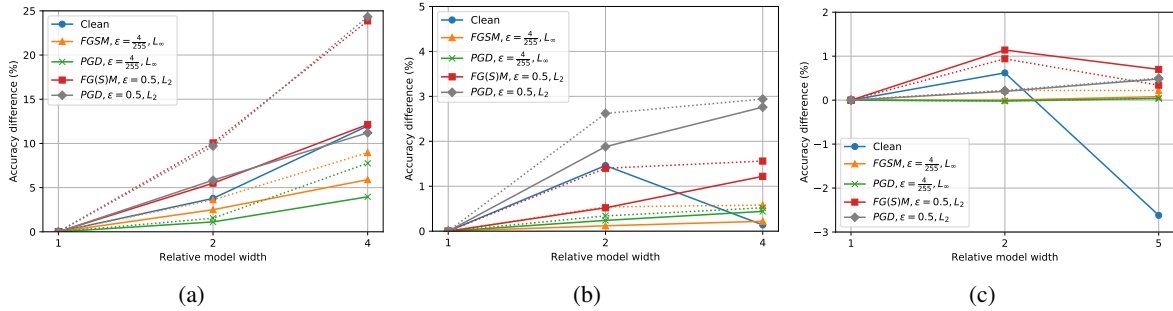 Accuracy difference (%)
25
20
15
10
5
0
1
2
4
Relative model width
Clean
FGSM, ε = 4/255, L∞
PGD, ε = 4/255, L∞
FG(S)M, ε = 0.5, L₂
PGD, ε = 0.5, L₂
(a)
Accuracy difference (%)
5
4
3
2
1
0
1
2
4
Relative model width
Clean
FGSM, ε = 4/255, L∞
PGD, ε = 4/255, L∞
FG(S)M, ε = 0.5, L₂
PGD, ε = 0.5, L₂
(b)
Accuracy difference (%)
2
1
0
−1
−2
−3
1
2
5
Relative model width
Clean
FGSM, ε = 4/255, L∞
PGD, ε = 4/255, L∞
FG(S)M, ε = 0.5, L₂
PGD, ε = 0.5, L₂
(c)